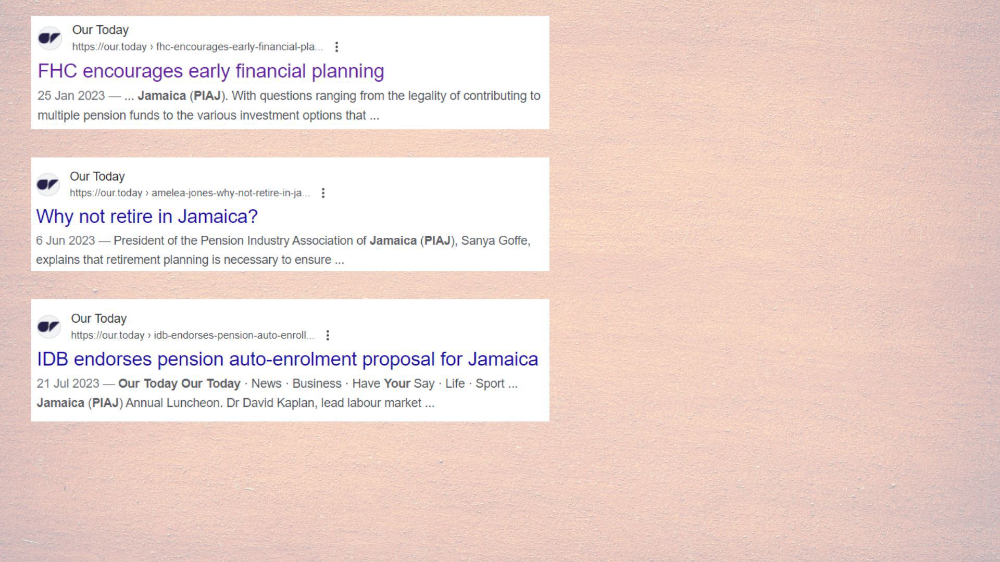 Our Today
https://our.today › fhc-encourages-early-financial-pla...
FHC encourages early financial planning
25 Jan 2023 — ... Jamaica (PIAJ). With questions ranging from the legality of contributing to
multiple pension funds to the various investment options that ...
Our Today
https://our.today › amelea-jones-why-not-retire-in-ja...
Why not retire in Jamaica?
6 Jun 2023 — President of the Pension Industry Association of Jamaica (PIAJ), Sanya Goffe,
explains that retirement planning is necessary to ensure ...
Our Today
https://our.today › idb-endorses-pension-auto-enroll...
IDB endorses pension auto-enrolment proposal for Jamaica
21 Jul 2023 — Our Today Our Today · News · Business · Have Your Say · Life · Sport ...
Jamaica (PIAJ) Annual Luncheon. Dr David Kaplan, lead labour market ...